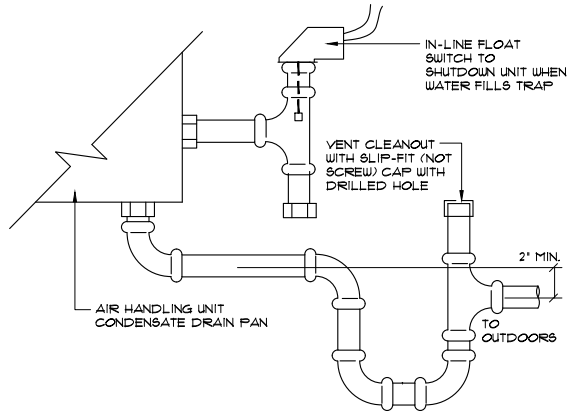 IN-LINE FLOAT
SWITCH TO
SHUTDOWN UNIT WHEN
WATER FILLS TRAP
VENT CLEANOUT
WITH SLIP-FIT (NOT
SCREW) CAP WITH
DRILLED HOLE
2" MIN.
AIR HANDLING UNIT
CONDENSATE DRAIN PAN
TO
OUTDOORS